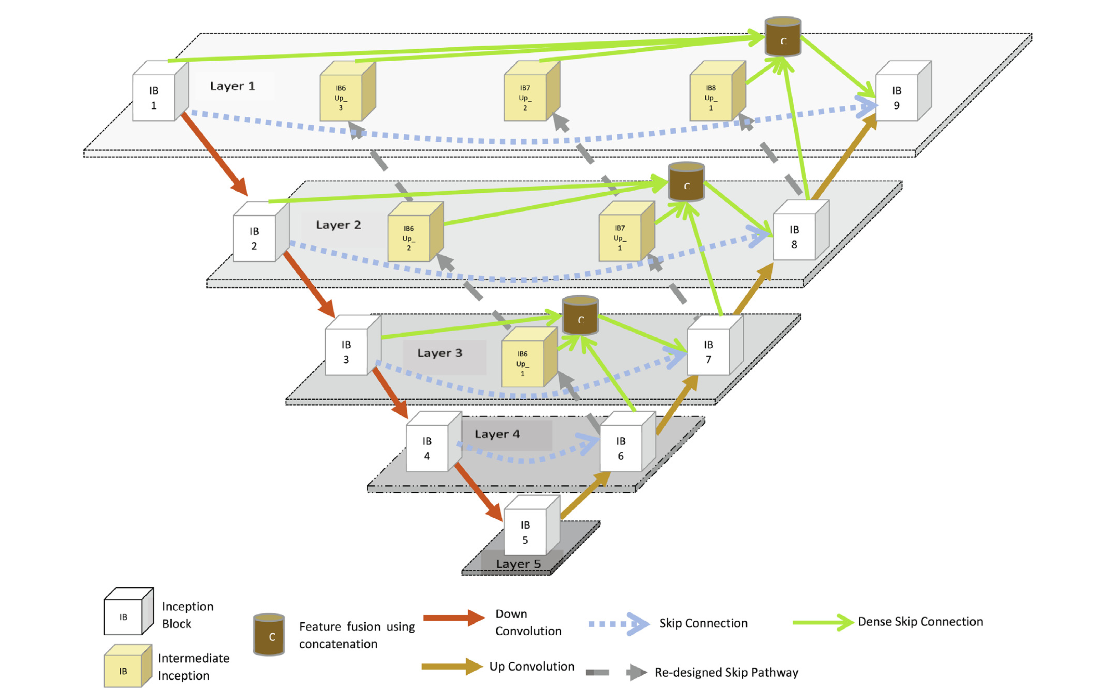 C
IB
1
Layer 1
IB6
Up_
3
IB7
Up_
2
IB8
Up_
1
IB
9
C
IB
2
Layer 2
IB6
Up_
2
IB7
Up_
1
IB
8
C
IB
3
Layer 3
IB6
Up_
1
IB
7
IB
4
Layer 4
IB
6
IB
5
Layer 5
IB
Inception
Block
C
Feature fusion using
concatenation
Down
Convolution
Skip Connection
Dense Skip Connection
IB
Intermediate
Inception
Up Convolution
Re-designed Skip Pathway